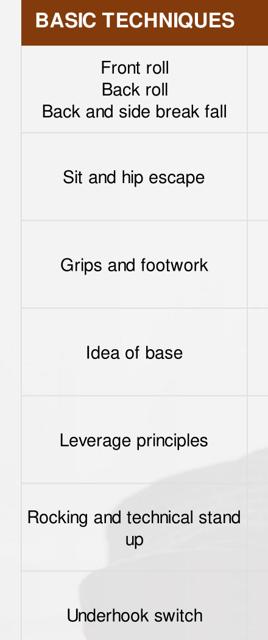 BASIC TECHNIQUES
Front roll
Back roll
Back and side break fall
Sit and hip escape
Grips and footwork
Idea of base
Leverage principles
Rocking and technical stand
up
Underhook switch